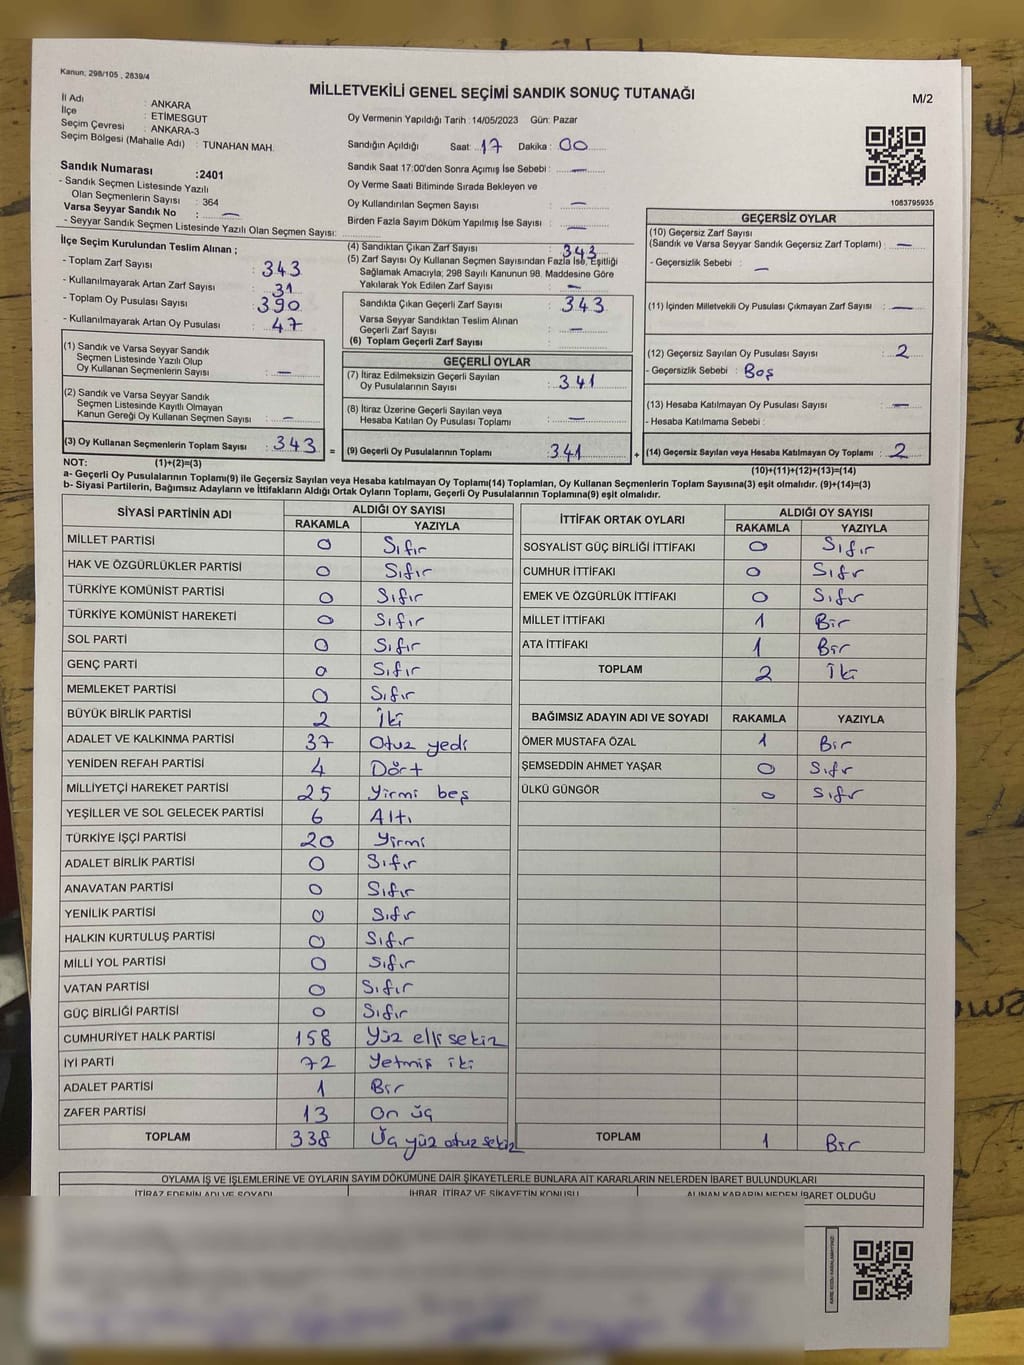 Kanun; 298/105 , 2839/4
MİLLETVEKİLİ GENEL SEÇİMİ SANDIK SONUÇ TUTANAĞI
M/2
İl Adı : ANKARA
İlçe : ETİMESGUT
Seçim Çevresi : ANKARA-3
Seçim Bölgesi (Mahalle Adı) : TUNAHAN MAH.
Oy Vermenin Yapıldığı Tarih : 14/05/2023 Gün: Pazar
Sandığın Açıldığı Saat : 17 Dakika : 00
Sandık Saat 17:00'den Sonra Açımış İse Sebebi : —
Oy Verme Saati Bitiminde Sırada Bekleyen ve
Oy Kullandırılan Seçmen Sayısı : —
Birden Fazla Sayım Döküm Yapılmış İse Sayısı : —
1083795935
Sandık Numarası :2401
- Sandık Seçmen Listesinde Yazılı
Olan Seçmenlerin Sayısı : 364
Varsa Seyyar Sandık No : —
- Seyyar Sandık Seçmen Listesinde Yazılı Olan Seçmen Sayısı:
İlçe Seçim Kurulundan Teslim Alınan ;
- Toplam Zarf Sayısı : 343
- Kullanılmayarak Artan Zarf Sayısı : 31
- Toplam Oy Pusulası Sayısı : 390
- Kullanılmayarak Artan Oy Pusulası : 47
(1) Sandık ve Varsa Seyyar Sandık
Seçmen Listesinde Yazılı Olup
Oy Kullanan Seçmenlerin Sayısı : —
(2) Sandık ve Varsa Seyyar Sandık
Seçmen Listesinde Kayıtlı Olmayan
Kanun Gereği Oy Kullanan Seçmen Sayısı : —
(3) Oy Kullanan Seçmenlerin Toplam Sayısı : 343 =
(4) Sandıktan Çıkan Zarf Sayısı : 343
(5) Zarf Sayısı Oy Kullanan Seçmen Sayısından Fazla İse, Eşitliği
Sağlamak Amacıyla; 298 Sayılı Kanunun 98. Maddesine Göre
Yakılarak Yok Edilen Zarf Sayısı : —
Sandıkta Çıkan Geçerli Zarf Sayısı : 343
Varsa Seyyar Sandıktan Teslim Alınan
Geçerli Zarf Sayısı : —
(6) Toplam Geçerli Zarf Sayısı :
GEÇERLİ OYLAR
(7) İtiraz Edilmeksizin Geçerli Sayılan
Oy Pusulalarının Sayısı : 341
(8) İtiraz Üzerine Geçerli Sayılan veya
Hesaba Katılan Oy Pusulası Toplamı : —
(9) Geçerli Oy Pusulalarının Toplamı : 341 +
GEÇERSİZ OYLAR
(10) Geçersiz Zarf Sayısı
(Sandık ve Varsa Seyyar Sandık Geçersiz Zarf Toplamı) : —
- Geçersizlik Sebebi : —
(11) İçinden Milletvekili Oy Pusulası Çıkmayan Zarf Sayısı : —
(12) Geçersiz Sayılan Oy Pusulası Sayısı : 2
- Geçersizlik Sebebi : Boş
(13) Hesaba Katılmayan Oy Pusulası Sayısı : —
- Hesaba Katılmama Sebebi :
(14) Geçersiz Sayılan veya Hesaba Katılmayan Oy Toplamı : 2
NOT: (1)+(2)=(3)
(10)+(11)+(12)+(13)=(14)
a- Geçerli Oy Pusulalarının Toplamı(9) ile Geçersiz Sayılan veya Hesaba katılmayan Oy Toplamı(14) Toplamları, Oy Kullanan Seçmenlerin Toplam Sayısına(3) eşit olmalıdır. (9)+(14)=(3)
b- Siyasi Partilerin, Bağımsız Adayların ve İttifakların Aldığı Ortak Oyların Toplamı, Geçerli Oy Pusulalarının Toplamına(9) eşit olmalıdır.
SİYASİ PARTİNİN ADI ALDIĞI OY SAYISI
RAKAMLA YAZIYLA
MİLLET PARTİSİ 0 Sıfır
HAK VE ÖZGÜRLÜKLER PARTİSİ 0 Sıfır
TÜRKİYE KOMÜNİST PARTİSİ 0 Sıfır
TÜRKİYE KOMÜNİST HAREKETİ 0 Sıfır
SOL PARTİ 0 Sıfır
GENÇ PARTİ 0 Sıfır
MEMLEKET PARTİSİ 0 Sıfır
BÜYÜK BİRLİK PARTİSİ 2 İki
ADALET VE KALKINMA PARTİSİ 37 Otuz yedi
YENİDEN REFAH PARTİSİ 4 Dört
MİLLİYETÇİ HAREKET PARTİSİ 25 Yirmi beş
YEŞİLLER VE SOL GELECEK PARTİSİ 6 Altı
TÜRKİYE İŞÇİ PARTİSİ 20 Yirmi
ADALET BİRLİK PARTİSİ 0 Sıfır
ANAVATAN PARTİSİ 0 Sıfır
YENİLİK PARTİSİ 0 Sıfır
HALKIN KURTULUŞ PARTİSİ 0 Sıfır
MİLLİ YOL PARTİSİ 0 Sıfır
VATAN PARTİSİ 0 Sıfır
GÜÇ BİRLİĞİ PARTİSİ 0 Sıfır
CUMHURİYET HALK PARTİSİ 158 Yüz elli sekiz
İYİ PARTİ 72 Yetmiş iki
ADALET PARTİSİ 1 Bir
ZAFER PARTİSİ 13 On üç
TOPLAM 338 Üç yüz otuz sekiz
İTTİFAK ORTAK OYLARI ALDIĞI OY SAYISI
RAKAMLA YAZIYLA
SOSYALİST GÜÇ BİRLİĞİ İTTİFAKI 0 Sıfır
CUMHUR İTTİFAKI 0 Sıfır
EMEK VE ÖZGÜRLÜK İTTİFAKI 0 Sıfır
MİLLET İTTİFAKI 1 Bir
ATA İTTİFAKI 1 Bir
TOPLAM 2 İki
BAĞIMSIZ ADAYIN ADI VE SOYADI RAKAMLA YAZIYLA
ÖMER MUSTAFA ÖZAL 1 Bir
ŞEMSEDDİN AHMET YAŞAR 0 Sıfır
ÜLKÜ GÜNGÖR 0 Sıfır
TOPLAM 1 Bir
OYLAMA İŞ VE İŞLEMLERİNE VE OYLARIN SAYIM DÖKÜMÜNE DAİR ŞİKAYETLERLE BUNLARA AİT KARARLARIN NELERDEN İBARET BULUNDUKLARI
İTİRAZ EDENİN ADI VE SOYADI İHBAR, İTİRAZ VE ŞİKAYETİN KONUSU ALINAN KARARIN NEDEN İBARET OLDUĞU